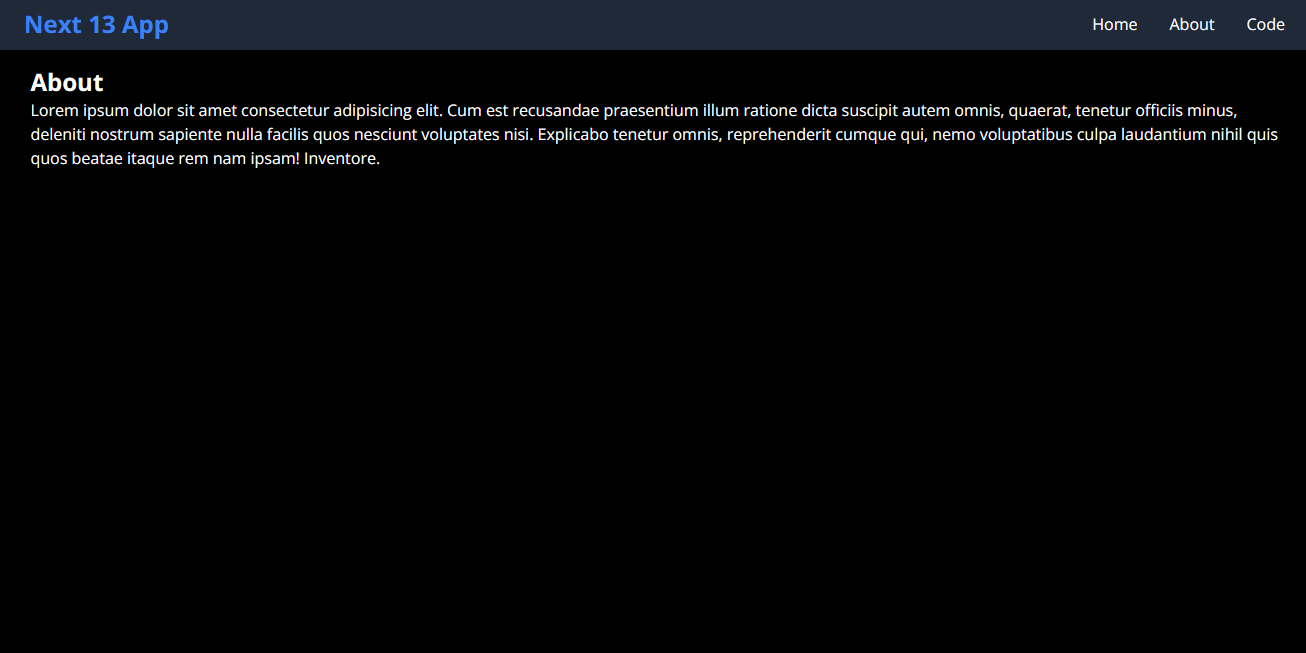 Next 13 App
Home About Code
About
Lorem ipsum dolor sit amet consectetur adipisicing elit. Cum est recusandae praesentium illum ratione dicta suscipit autem omnis, quaerat, tenetur officiis minus,
deleniti nostrum sapiente nulla facilis quos nesciunt voluptates nisi. Explicabo tenetur omnis, reprehenderit cumque qui, nemo voluptatibus culpa laudantium nihil quis
quos beatae itaque rem nam ipsam! Inventore.